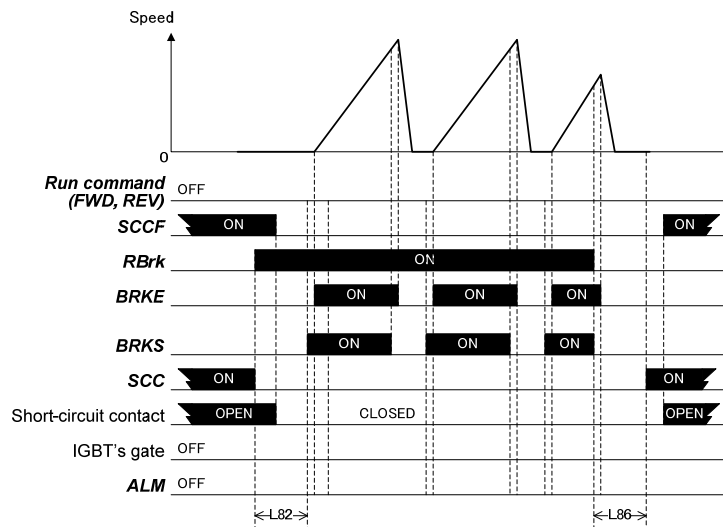 Speed
0
Run command OFF
(FWD, REV)
SCCF ON ON
RBrk ON
BRKE ON ON ON
BRKS ON ON ON
SCC ON ON
Short-circuit contact OPEN CLOSED OPEN
IGBT's gate OFF
ALM OFF
L82 L86